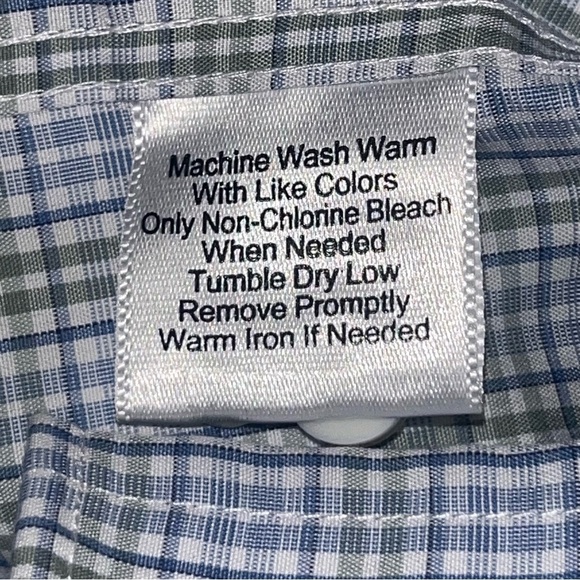 Machine Wash Warm
With Like Colors
Only Non-Chlorine Bleach
When Needed
Tumble Dry Low
Remove Promptly
Warm Iron If Needed